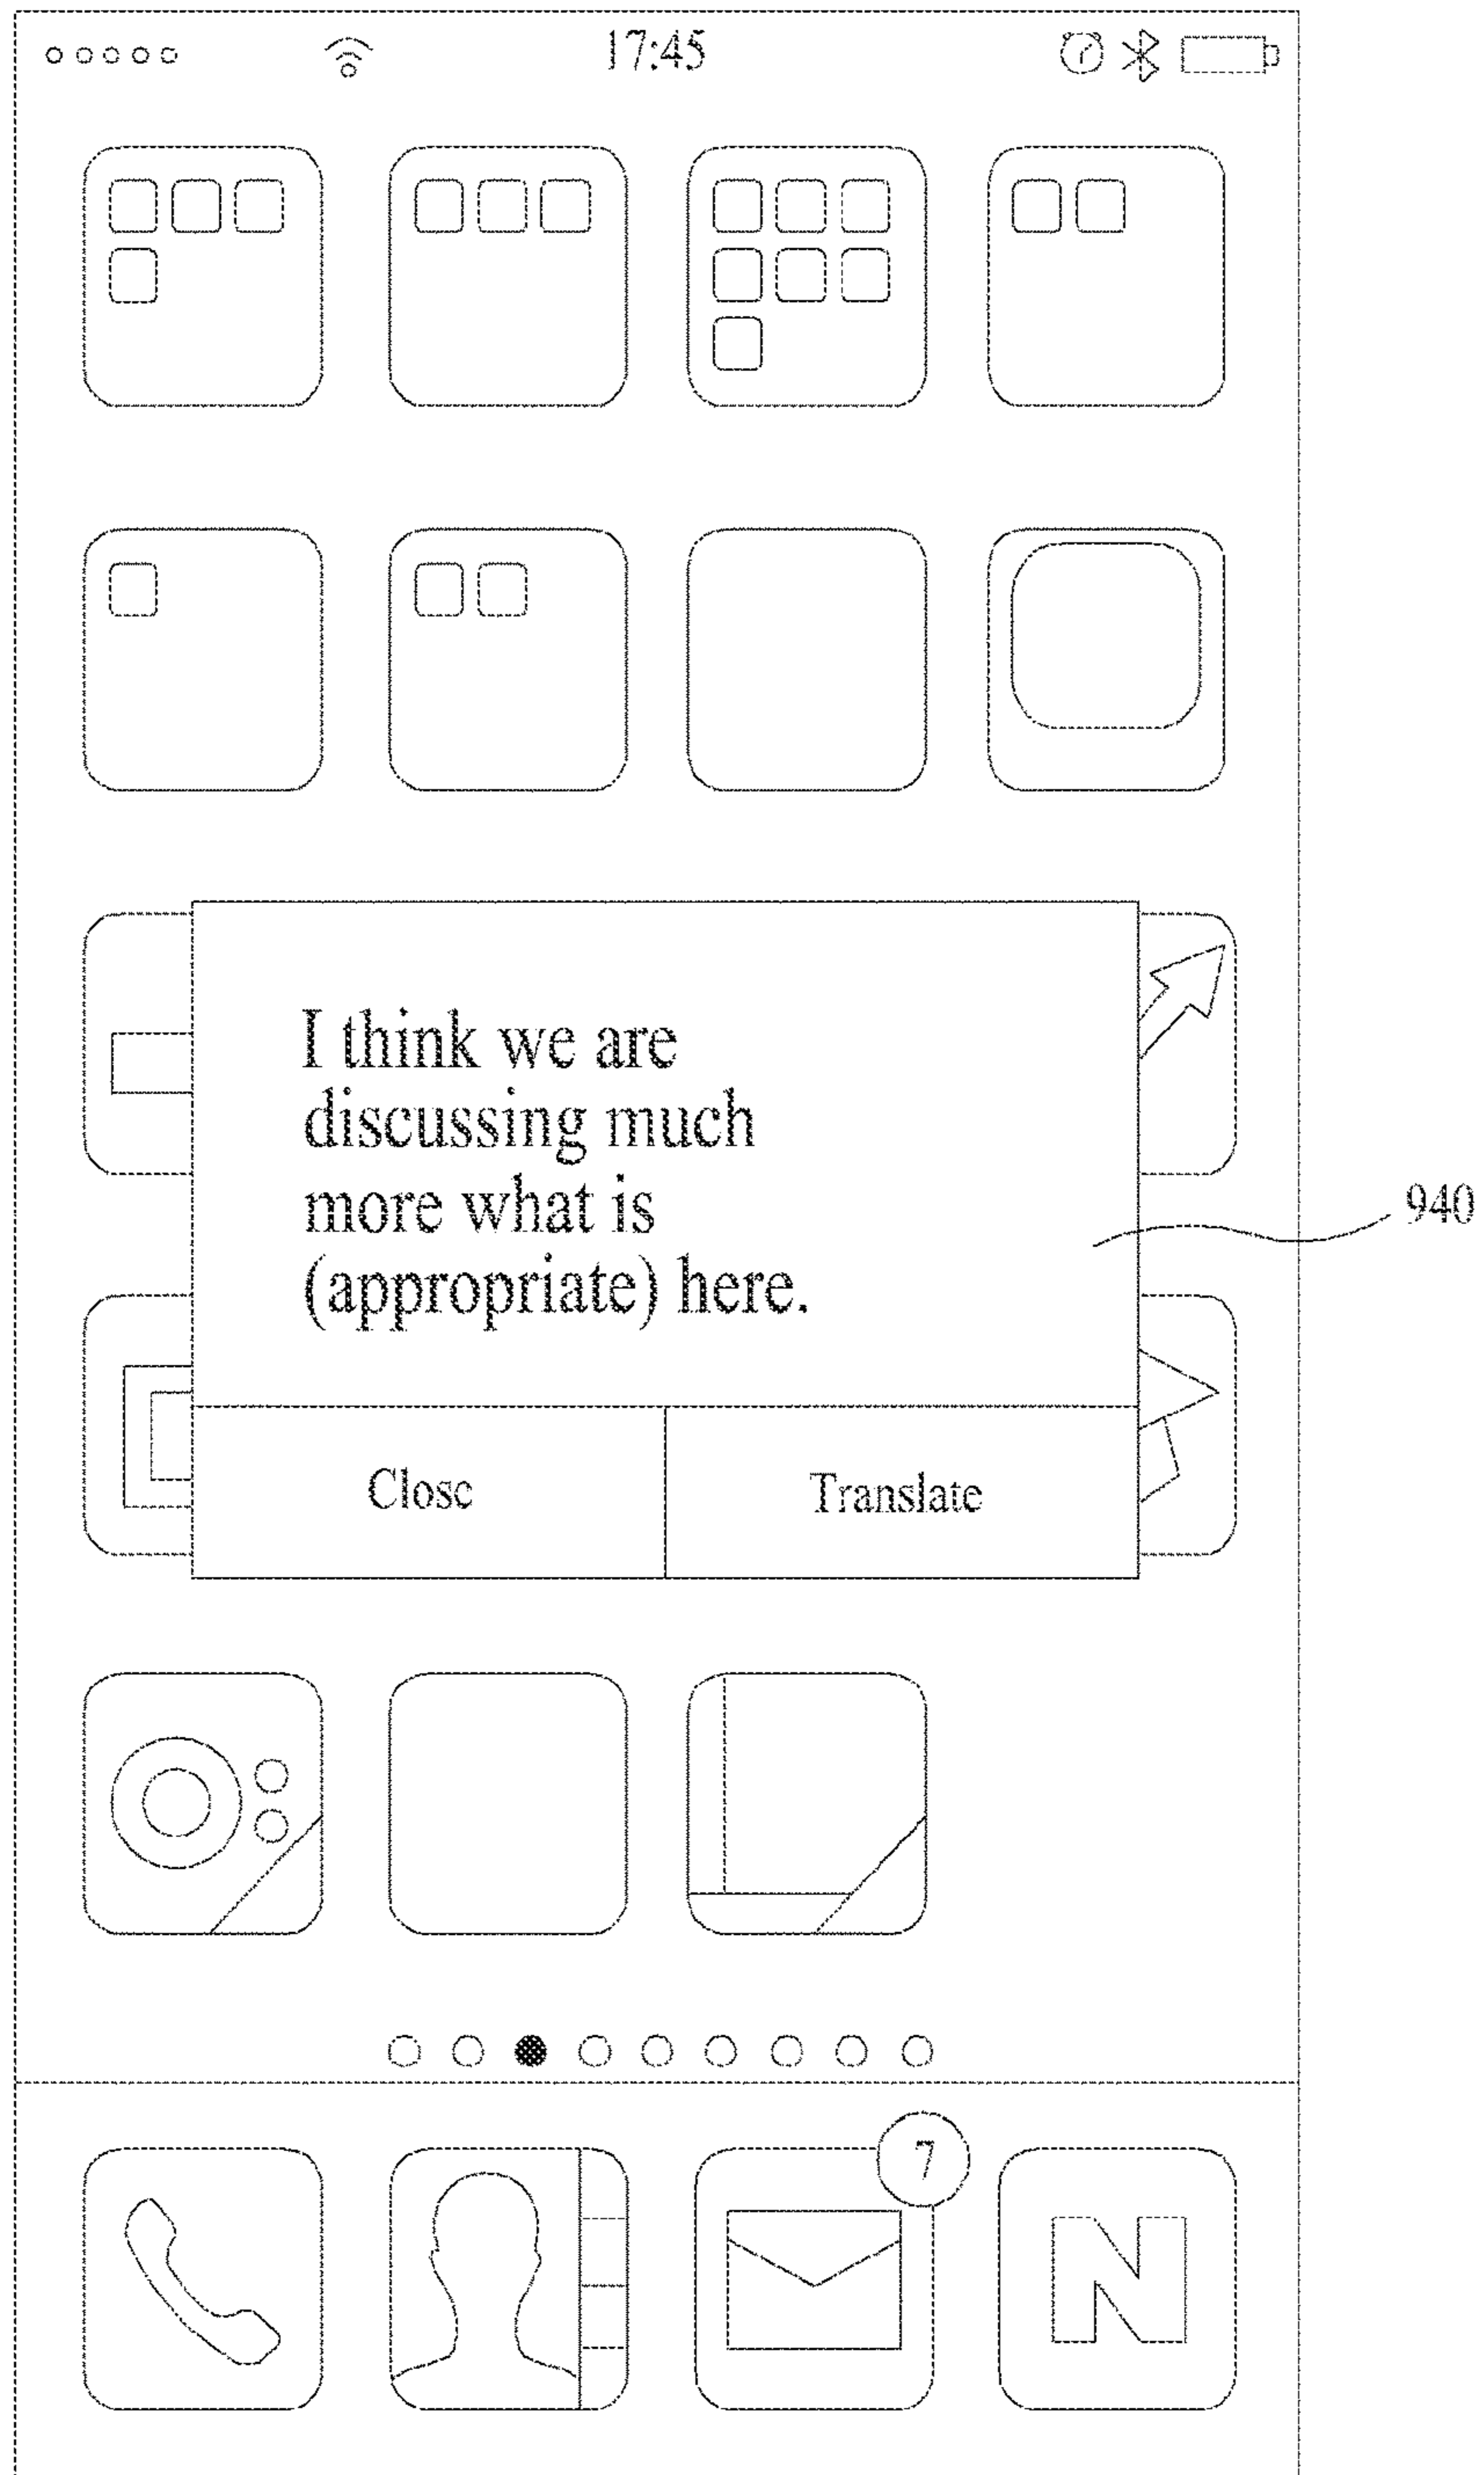 17:45
I think we are
discussing much
more what is
(appropriate) here.
940
Close
Translate
7
N